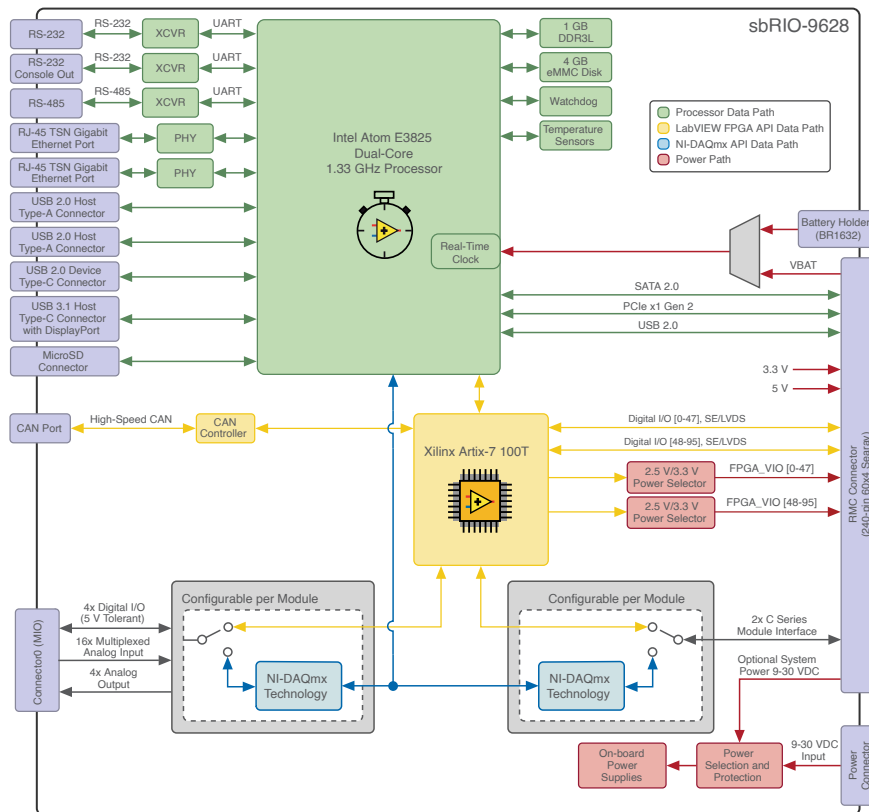 sbRIO-9628
RS-232
RS-232
XCVR
UART
RS-232
Console Out
RS-232
XCVR
UART
RS-485
RS-485
XCVR
UART
RJ-45 TSN Gigabit
Ethernet Port
PHY
RJ-45 TSN Gigabit
Ethernet Port
PHY
USB 2.0 Host
Type-A Connector
USB 2.0 Host
Type-A Connector
USB 2.0 Device
Type-C Connector
USB 3.1 Host
Type-C Connector
with DisplayPort
MicroSD
Connector
Intel Atom E3825
Dual-Core
1.33 GHz Processor
Real-Time
Clock
1 GB
DDR3L
4 GB
eMMC Disk
Watchdog
Temperature
Sensors
Processor Data Path
LabVIEW FPGA API Data Path
NI-DAQmx API Data Path
Power Path
Battery Holder
(BR1632)
VBAT
SATA 2.0
PCIe x1 Gen 2
USB 2.0
3.3 V
5 V
RMC Connector
(240-pin 60x4 Searay)
CAN Port
High-Speed CAN
CAN
Controller
Xilinx Artix-7 100T
Digital I/O [0-47], SE/LVDS
Digital I/O [48-95], SE/LVDS
2.5 V/3.3 V
Power Selector
FPGA_VIO [0-47]
2.5 V/3.3 V
Power Selector
FPGA_VIO [48-95]
Connector0 (MIO)
4x Digital I/O
(5 V Tolerant)
16x Multiplexed
Analog Input
4x Analog
Output
Configurable per Module
NI-DAQmx
Technology
Configurable per Module
NI-DAQmx
Technology
2x C Series
Module Interface
Optional System
Power 9-30 VDC
On-board
Power
Supplies
Power
Selection and
Protection
9-30 VDC
Input
Power
Connector